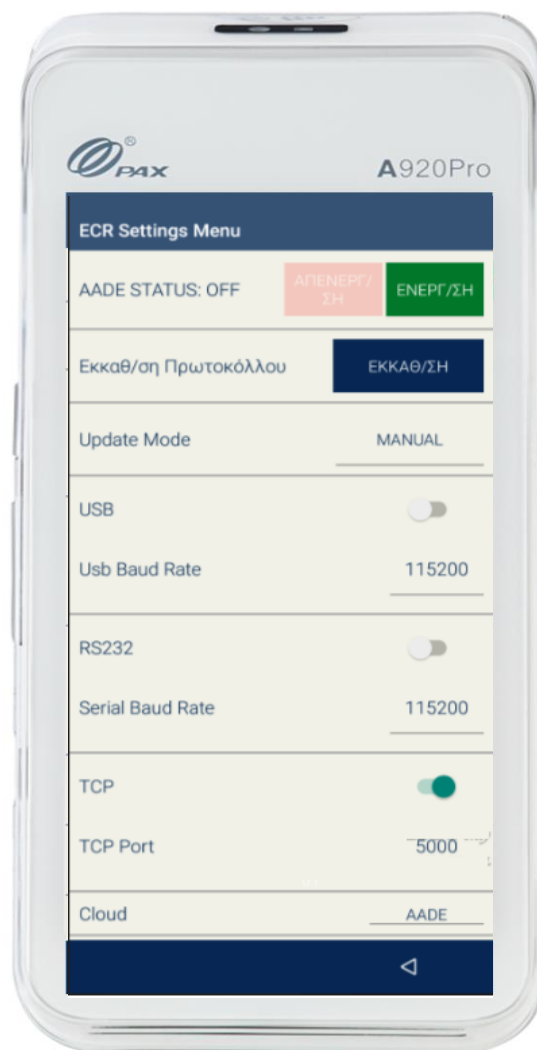 PAX®
A920Pro
ECR Settings Menu
AADE STATUS: OFF
ΑΠΕΝΕΡΓ/
ΣΗ
ΕΝΕΡΓ/ΣΗ
Εκκαθ/ση Πρωτοκόλλου
ΕΚΚΑΘ/ΣΗ
Update Mode
MANUAL
USB
Usb Baud Rate
115200
RS232
Serial Baud Rate
115200
TCP
TCP Port
5000
Cloud
AADE